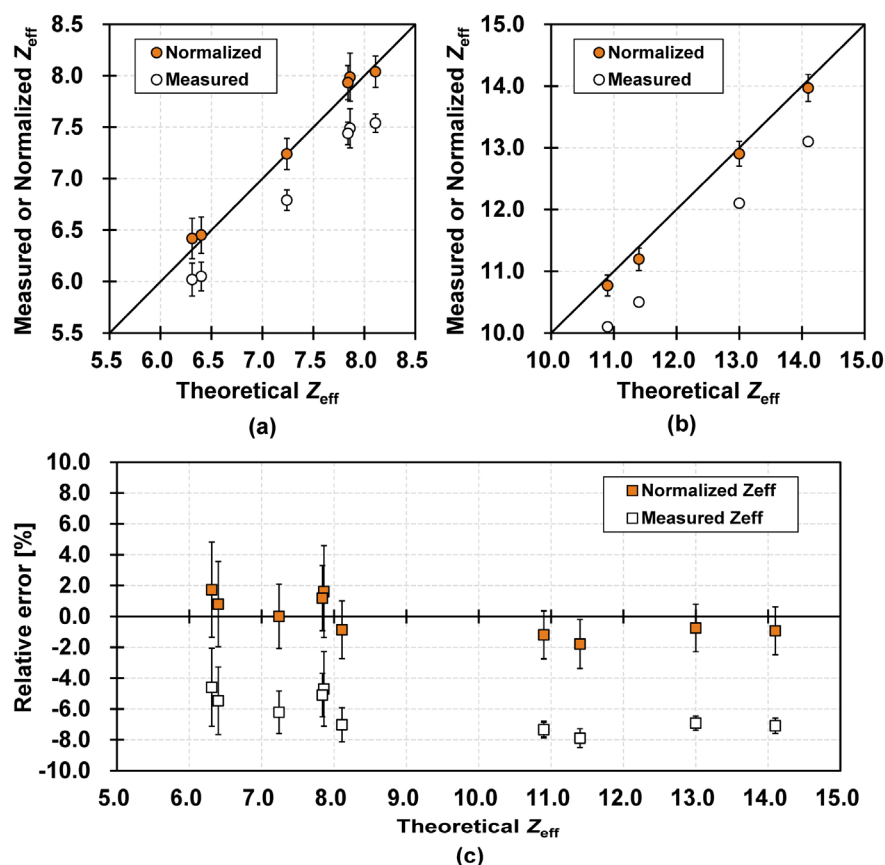 Measured or Normalized Zeff
8.5
8.0
7.5
7.0
6.5
6.0
5.5
Normalized
Measured
5.5 6.0 6.5 7.0 7.5 8.0 8.5
Theoretical Zeff
(a)
Measured or Normalized Zeff
15.0
14.0
13.0
12.0
11.0
10.0
Normalized
Measured
10.0 11.0 12.0 13.0 14.0 15.0
Theoretical Zeff
(b)
Relative error [%]
10.0
8.0
6.0
4.0
2.0
0.0
-2.0
-4.0
-6.0
-8.0
-10.0
Normalized Zeff
Measured Zeff
5.0 6.0 7.0 8.0 9.0 10.0 11.0 12.0 13.0 14.0 15.0
Theoretical Zeff
(c)